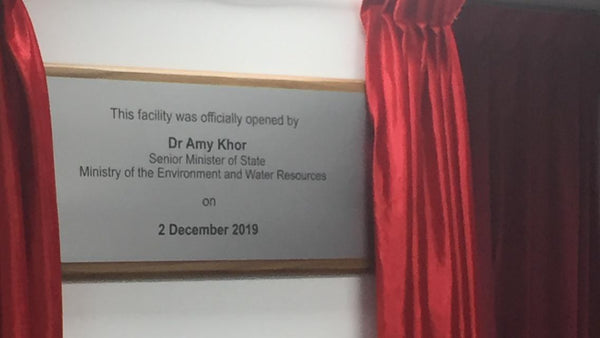 This facility was officially opened by
Dr Amy Khor
Senior Minister of State
Ministry of the Environment and Water Resources
on
2 December 2019